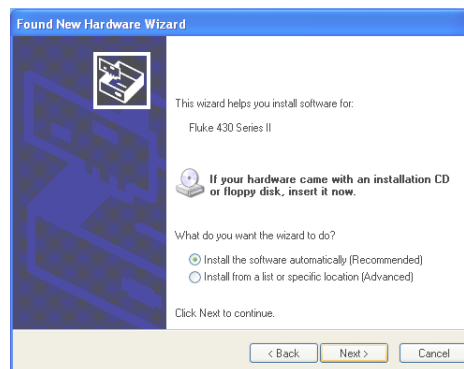 Found New Hardware Wizard
This wizard helps you install software for:
Fluke 430 Series II
If your hardware came with an installation CD
or floppy disk, insert it now.
What do you want the wizard to do?
Install the software automatically (Recommended)
Install from a list or specific location (Advanced)
Click Next to continue.
< Back
Next >
Cancel